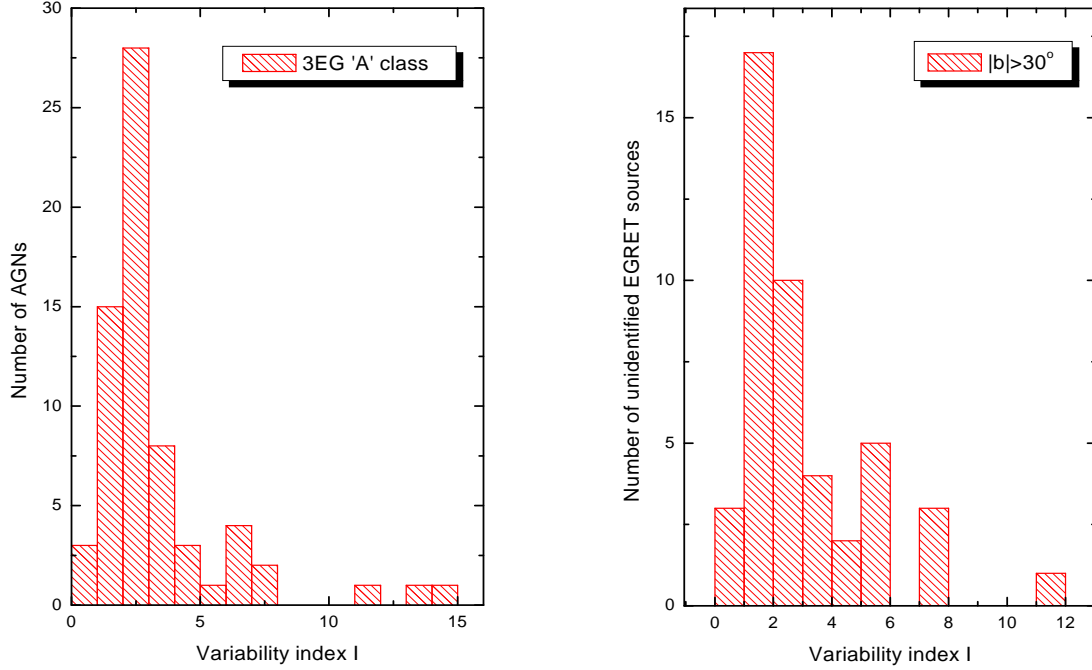 30
25
20
15
10
5
0
Number of AGNs
3EG 'A' class
0 5 10 15
Variability index I
15
10
5
0
Number of unidentified EGRET sources
|b|>30°
0 2 4 6 8 10 12
Variability index I